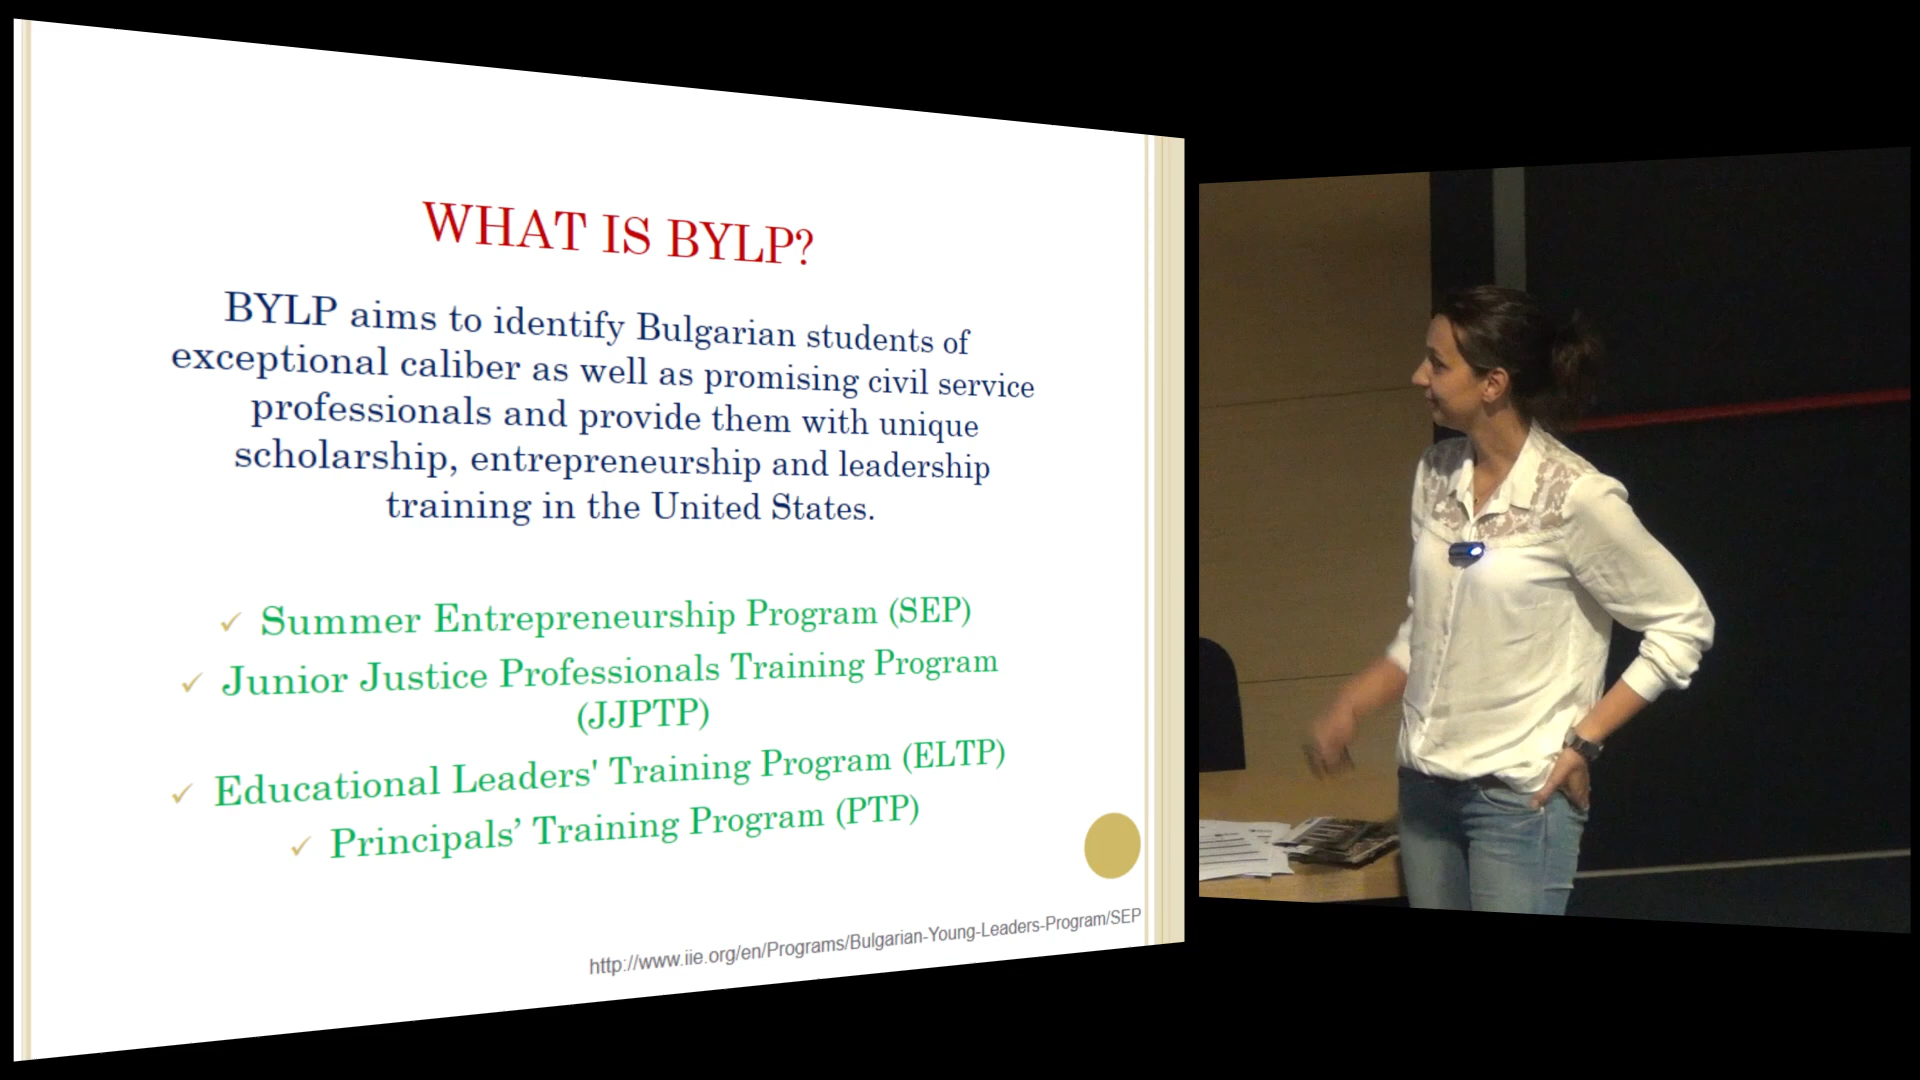 WHAT IS BYLP?
BYLP aims to identify Bulgarian students of
exceptional caliber as well as promising civil service
professionals and provide them with unique
scholarship, entrepreneurship and leadership
training in the United States.
✓ Summer Entrepreneurship Program (SEP)
✓ Junior Justice Professionals Training Program
(JJPTP)
✓ Educational Leaders' Training Program (ELTP)
✓ Principals’ Training Program (PTP)
http://www.iie.org/en/Programs/Bulgarian-Young-Leaders-Program/SEP